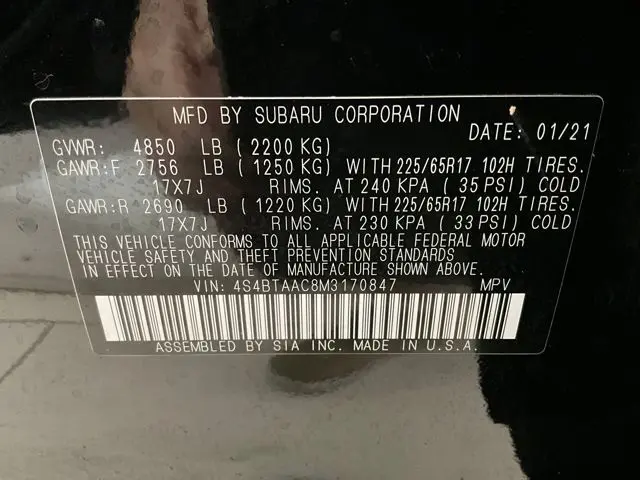 MFD BY SUBARU CORPORATION
DATE: 01/21
GVWR: 4850 LB (2200 KG)
GAWR:F 2756 LB (1250 KG) WITH 225/65R17 102H TIRES.
17X7J RIMS. AT 240 KPA (35 PSI) COLD
GAWR:R 2690 LB (1220 KG) WITH 225/65R17 102H TIRES.
17X7J RIMS. AT 230 KPA (33 PSI) COLD
THIS VEHICLE CONFORMS TO ALL APPLICABLE FEDERAL MOTOR
VEHICLE SAFETY AND THEFT PREVENTION STANDARDS
IN EFFECT ON THE DATE OF MANUFACTURE SHOWN ABOVE.
VIN: 4S4BTAAC8M3170847 MPV
ASSEMBLED BY SIA INC. MADE IN U.S.A.